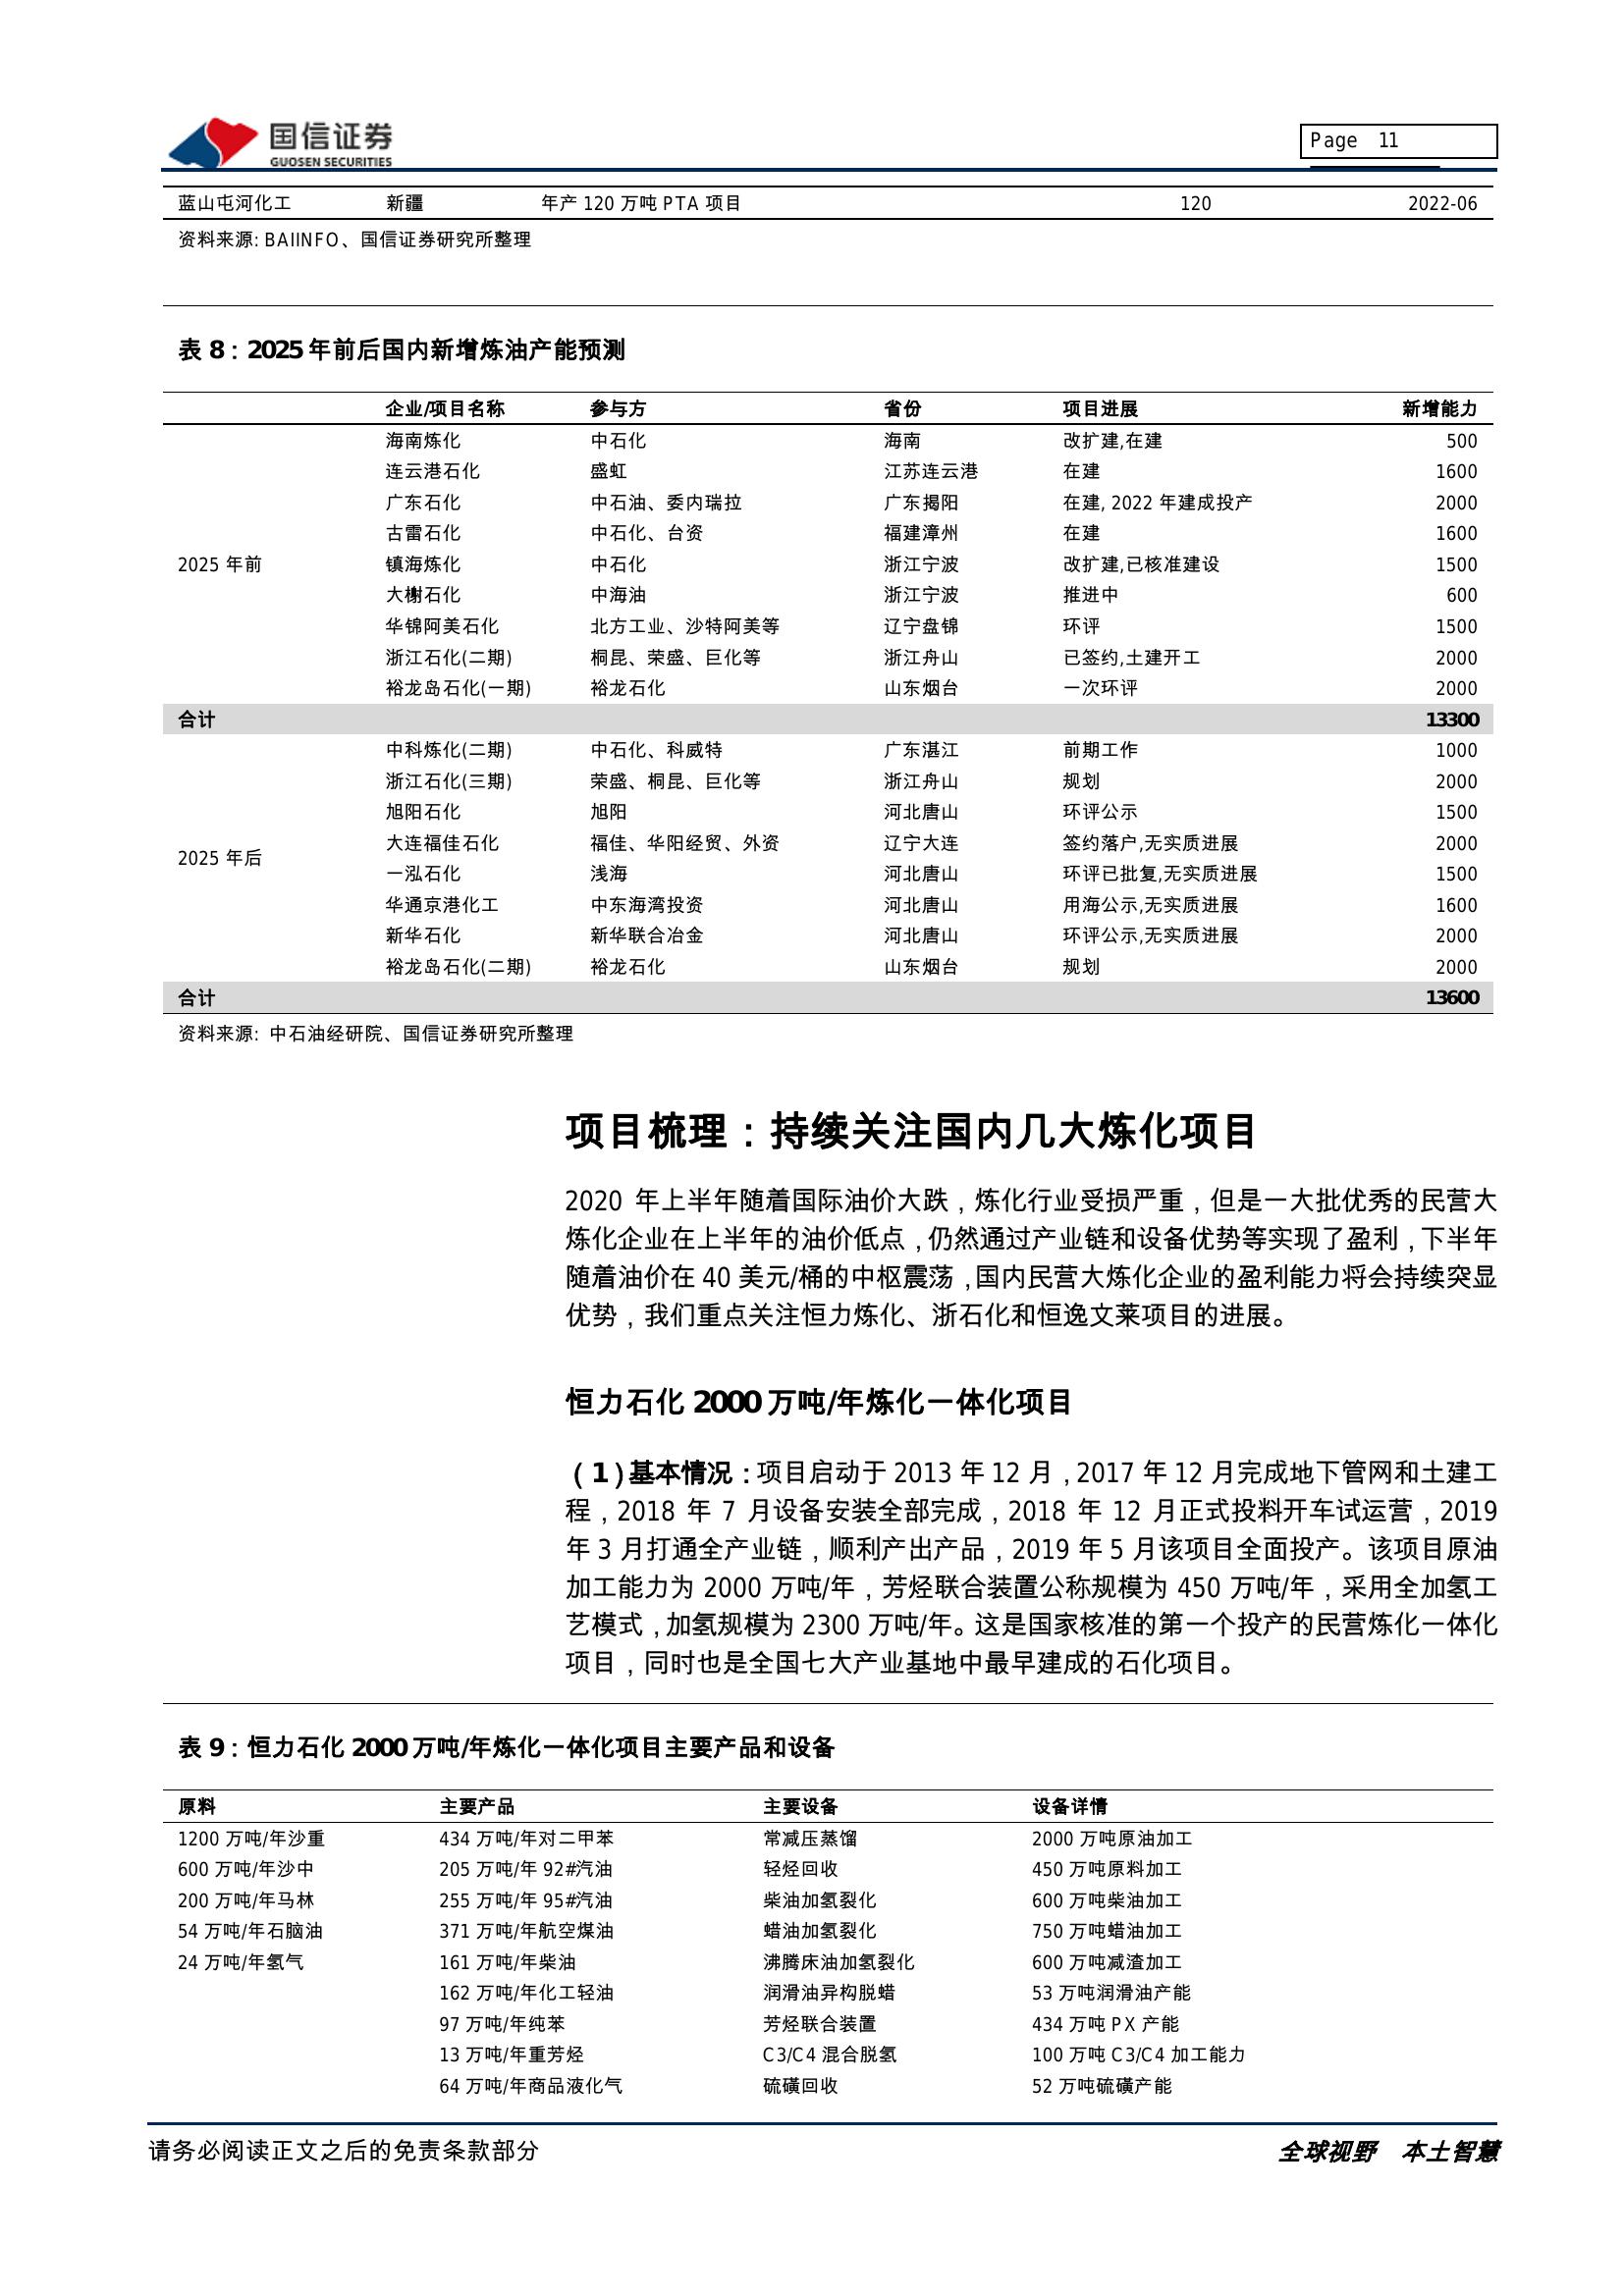 国信证券
GUOSEN SECURITIES
Page 11
蓝山屯河化工 新疆 年产 120 万吨 PTA 项目 120 2022-06
资料来源: BAIINFO、国信证券研究所整理
表 8：2025 年前后国内新增炼油产能预测
企业/项目名称 参与方 省份 项目进展 新增能力
海南炼化 中石化 海南 改扩建,在建 500
连云港石化 盛虹 江苏连云港 在建 1600
广东石化 中石油、委内瑞拉 广东揭阳 在建, 2022 年建成投产 2000
古雷石化 中石化、台资 福建漳州 在建 1600
2025 年前 镇海炼化 中石化 浙江宁波 改扩建,已核准建设 1500
大榭石化 中海油 浙江宁波 推进中 600
华锦阿美石化 北方工业、沙特阿美等 辽宁盘锦 环评 1500
浙江石化(二期) 桐昆、荣盛、巨化等 浙江舟山 已签约,土建开工 2000
裕龙岛石化(一期) 裕龙石化 山东烟台 一次环评 2000
合计 13300
中科炼化(二期) 中石化、科威特 广东湛江 前期工作 1000
浙江石化(三期) 荣盛、桐昆、巨化等 浙江舟山 规划 2000
旭阳石化 旭阳 河北唐山 环评公示 1500
大连福佳石化 福佳、华阳经贸、外资 辽宁大连 签约落户,无实质进展 2000
2025 年后
一泓石化 浅海 河北唐山 环评已批复,无实质进展 1500
华通京港化工 中东海湾投资 河北唐山 用海公示,无实质进展 1600
新华石化 新华联合冶金 河北唐山 环评公示,无实质进展 2000
裕龙岛石化(二期) 裕龙石化 山东烟台 规划 2000
合计 13600
资料来源: 中石油经研院、国信证券研究所整理
项目梳理：持续关注国内几大炼化项目
2020 年上半年随着国际油价大跌，炼化行业受损严重，但是一大批优秀的民营大
炼化企业在上半年的油价低点，仍然通过产业链和设备优势等实现了盈利，下半年
随着油价在 40 美元/桶的中枢震荡，国内民营大炼化企业的盈利能力将会持续突显
优势，我们重点关注恒力炼化、浙石化和恒逸文莱项目的进展。
恒力石化 2000 万吨/年炼化一体化项目
（1）基本情况：项目启动于 2013 年 12 月，2017 年 12 月完成地下管网和土建工
程，2018 年 7 月设备安装全部完成，2018 年 12 月正式投料开车试运营，2019
年 3 月打通全产业链，顺利产出产品，2019 年 5 月该项目全面投产。该项目原油
加工能力为 2000 万吨/年，芳烃联合装置公称规模为 450 万吨/年，采用全加氢工
艺模式，加氢规模为 2300 万吨/年。这是国家核准的第一个投产的民营炼化一体化
项目，同时也是全国七大产业基地中最早建成的石化项目。
表 9：恒力石化 2000 万吨/年炼化一体化项目主要产品和设备
原料 主要产品 主要设备 设备详情
1200 万吨/年沙重 434 万吨/年对二甲苯 常减压蒸馏 2000 万吨原油加工
600 万吨/年沙中 205 万吨/年 92#汽油 轻烃回收 450 万吨原料加工
200 万吨/年马林 255 万吨/年 95#汽油 柴油加氢裂化 600 万吨柴油加工
54 万吨/年石脑油 371 万吨/年航空煤油 蜡油加氢裂化 750 万吨蜡油加工
24 万吨/年氢气 161 万吨/年柴油 沸腾床油加氢裂化 600 万吨减渣加工
162 万吨/年化工轻油 润滑油异构脱蜡 53 万吨润滑油产能
97 万吨/年纯苯 芳烃联合装置 434 万吨 PX 产能
13 万吨/年重芳烃 C3/C4 混合脱氢 100 万吨 C3/C4 加工能力
64 万吨/年商品液化气 硫磺回收 52 万吨硫磺产能
请务必阅读正文之后的免责条款部分 全球视野 本土智慧